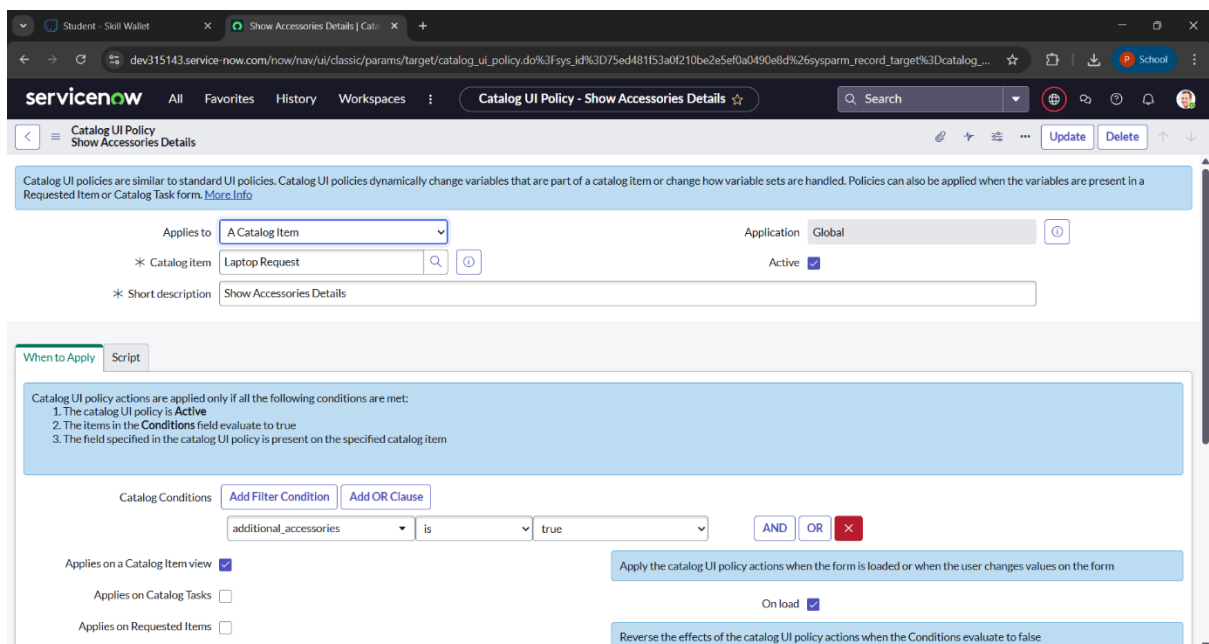 Student - Skill Wallet
Show Accessories Details | Cata
dev315143.service-now.com/now/nav/ui/classic/params/target/catalog_ui_policy.do%3Fsys_id%3D75ed481f53a0f210be2e5ef0a0490e8d%26sysparm_record_target%3Dcatalog_...
P School
servicenow All Favorites History Workspaces Catalog UI Policy - Show Accessories Details Search
Catalog UI Policy
Show Accessories Details
Update Delete
Catalog UI policies are similar to standard UI policies. Catalog UI policies dynamically change variables that are part of a catalog item or change how variable sets are handled. Policies can also be applied when the variables are present in a
Requested Item or Catalog Task form. More Info
Applies to A Catalog Item Application Global
Catalog item Laptop Request Active
Short description Show Accessories Details
When to Apply Script
Catalog UI policy actions are applied only if all the following conditions are met:
1. The catalog UI policy is Active
2. The items in the Conditions field evaluate to true
3. The field specified in the catalog UI policy is present on the specified catalog item
Catalog Conditions Add Filter Condition Add OR Clause
additional_accessories is true AND OR
Applies on a Catalog Item view Apply the catalog UI policy actions when the form is loaded or when the user changes values on the form
Applies on Catalog Tasks On load
Applies on Requested Items Reverse the effects of the catalog UI policy actions when the Conditions evaluate to false